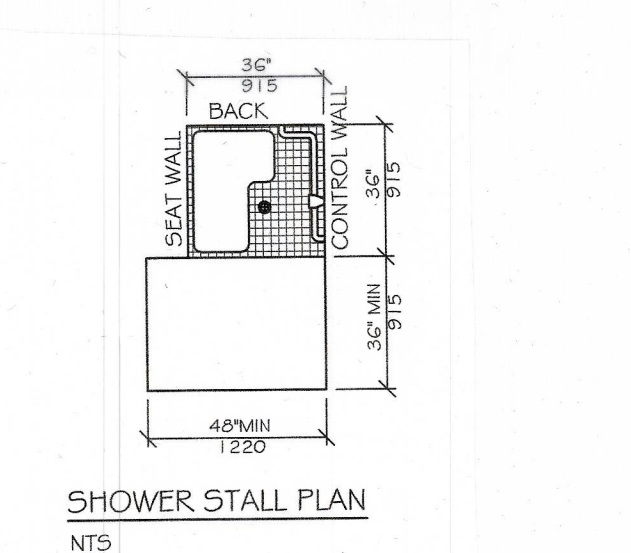 36"
915
BACK
SEAT WALL
CONTROL WALL
36"
915
36" MIN
915
48"MIN
1220
SHOWER STALL PLAN
NTS